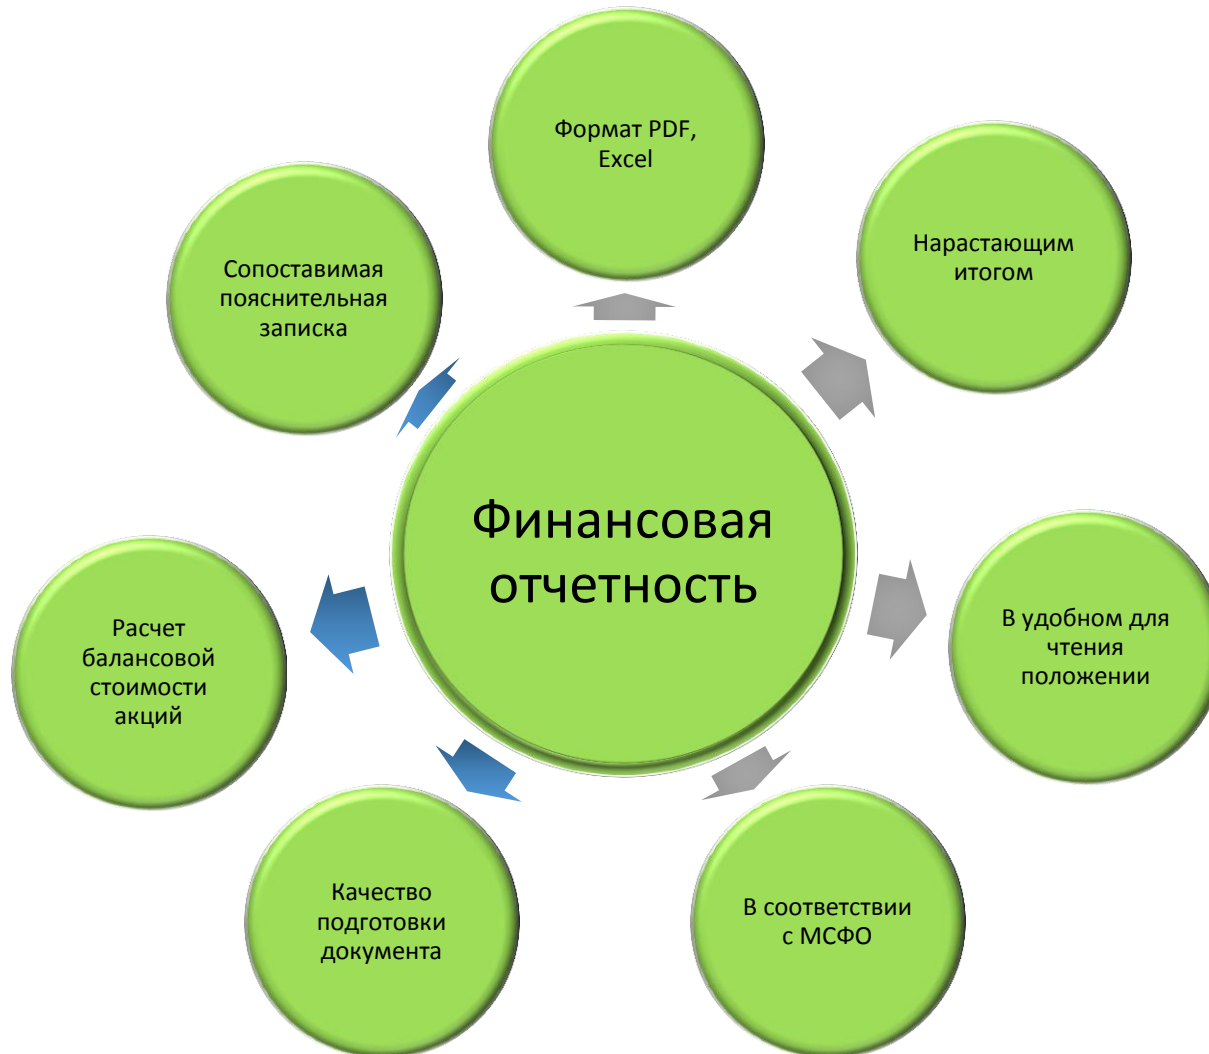 Формат PDF,
Excel
Нарастающим
итогом
Сопоставимая
пояснительная
записка
Финансовая
отчетность
В удобном для
чтения
положении
Расчет
балансовой
стоимости
акций
Качество
подготовки
документа
В соответствии
с МСФО